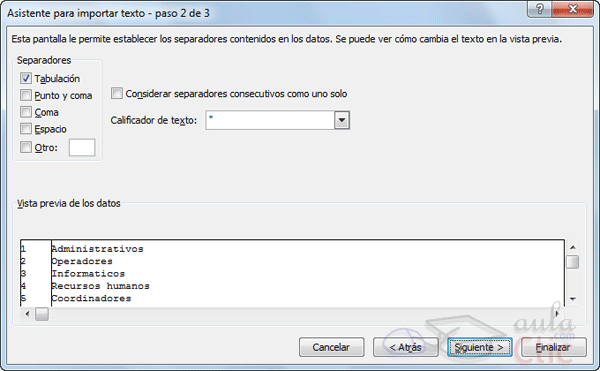 Asistente para importar texto - paso 2 de 3
Esta pantalla le permite establecer los separadores contenidos en los datos. Se puede ver cómo cambia el texto en la vista previa.
Separadores
Tabulación
Punto y coma
Coma
Espacio
Otro:
Considerar separadores consecutivos como uno solo
Calificador de texto: "
Vista previa de los datos
1 Administrativos
2 Operadores
3 Informaticos
4 Recursos humanos
5 Coordinadores
Cancelar < Atrás Siguiente > Finalizar
aula
Clic
.com